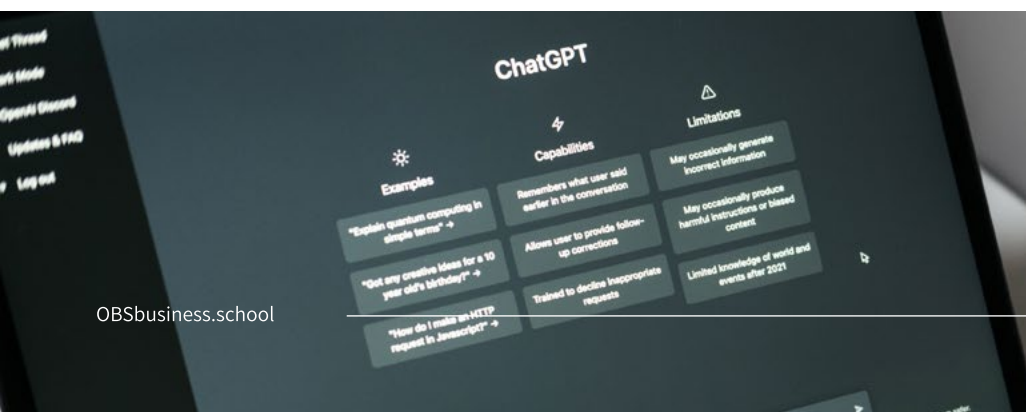 Thread
Mode
OpenAI Discord
Updates & FAQ
Log out
ChatGPT
Examples
"Explain quantum computing in
simple terms" →
"Got any creative ideas for a 10
year old's birthday?" →
"How do I make an HTTP
request in Javascript?" →
Capabilities
Remembers what user said
earlier in the conversation
Allows user to provide follow-
up corrections
Trained to decline inappropriate
requests
Limitations
May occasionally generate
incorrect information
May occasionally produce
harmful instructions or biased
content
Limited knowledge of world and
events after 2021
OBSbusiness.school